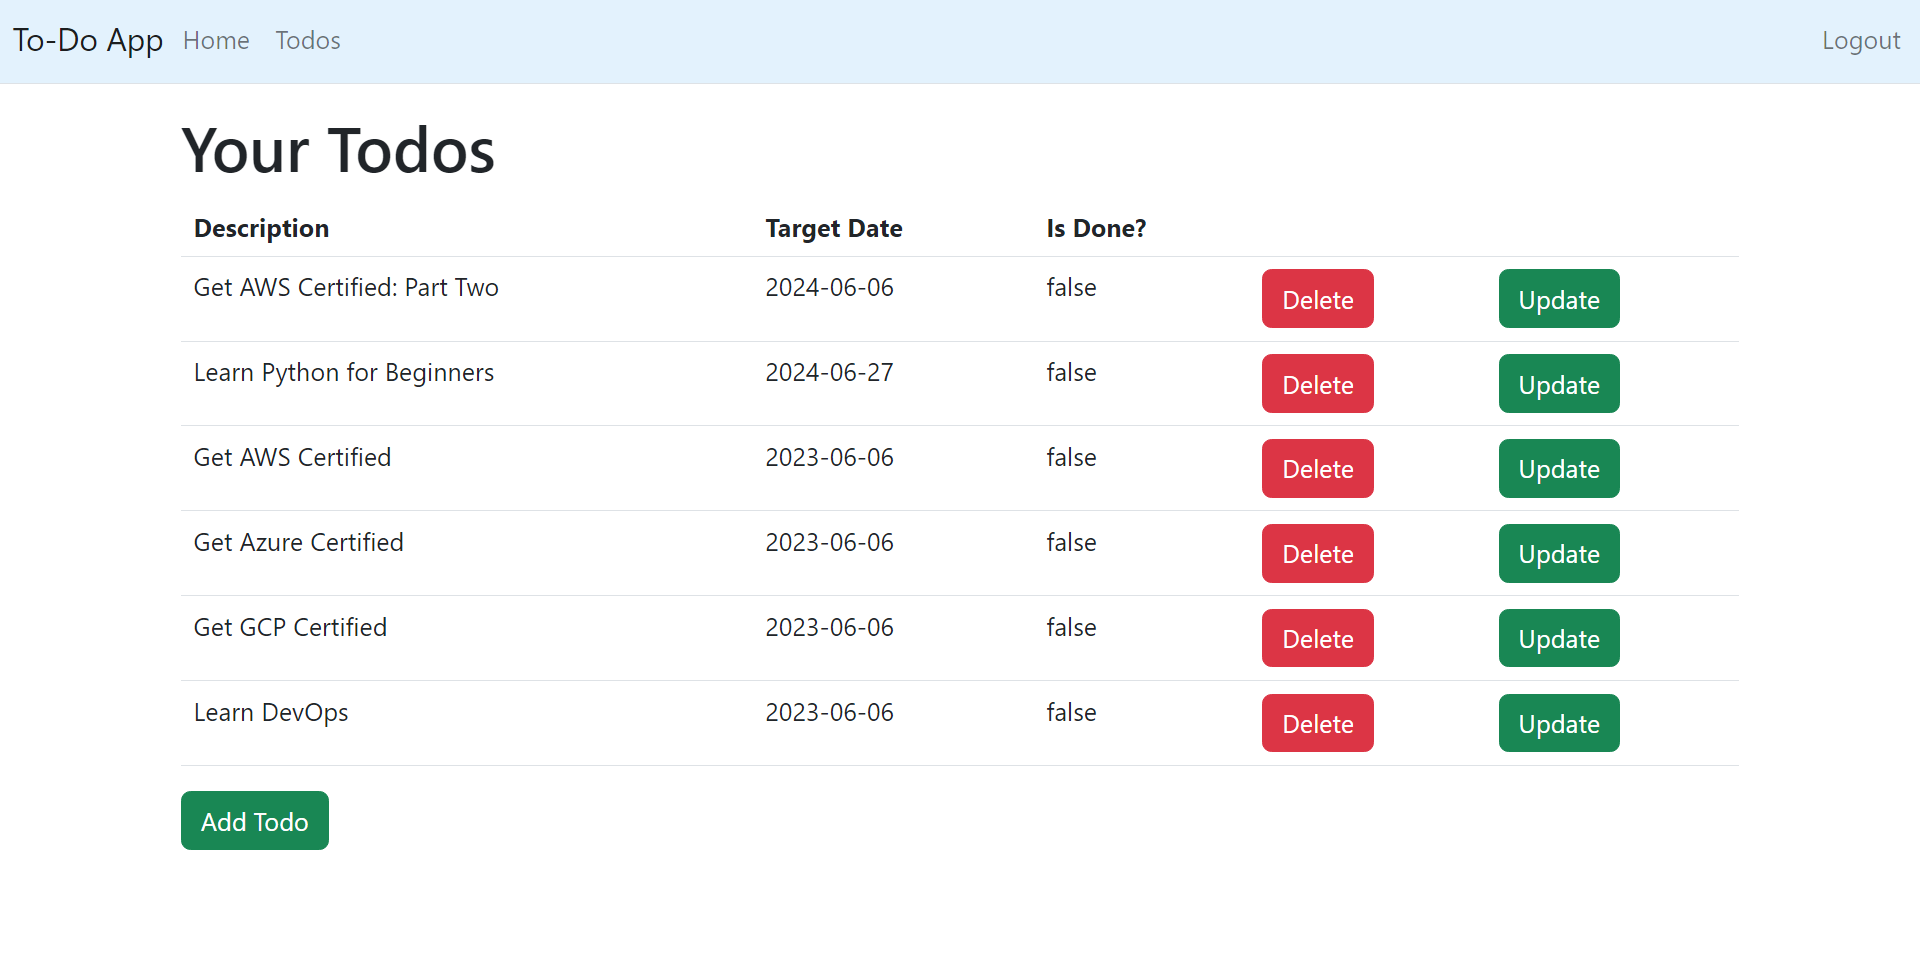 To-Do App Home Todos Logout
Your Todos
Description Target Date Is Done?
Get AWS Certified: Part Two 2024-06-06 false Delete Update
Learn Python for Beginners 2024-06-27 false Delete Update
Get AWS Certified 2023-06-06 false Delete Update
Get Azure Certified 2023-06-06 false Delete Update
Get GCP Certified 2023-06-06 false Delete Update
Learn DevOps 2023-06-06 false Delete Update
Add Todo